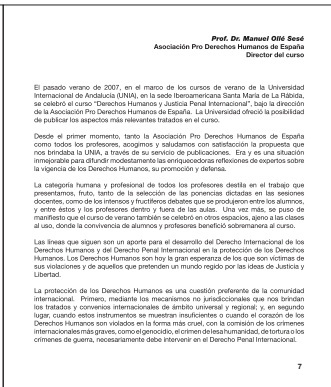 Prof. Dr. Manuel Ollé Sesé
Asociación Pro Derechos Humanos de España
Director del curso
El pasado verano de 2007, en el marco de los cursos de verano de la Universidad
Internacional de Andalucía (UNIA), en la sede Iberoamericana Santa María de La Rábida,
se celebró el curso “Derechos Humanos y Justicia Penal Internacional”, bajo la dirección
de la Asociación Pro Derechos Humanos de España. La Universidad ofreció la posibilidad
de publicar los aspectos más relevantes tratados en el curso.
Desde el primer momento, tanto la Asociación Pro Derechos Humanos de España
como todos los profesores, acogimos y saludamos con satisfacción la propuesta que
nos brindaba la UNIA, a través de su servicio de publicaciones. Era y es una situación
inmejorable para difundir modestamente las enriquecedoras reflexiones de expertos sobre
la vigencia de los Derechos Humanos, su promoción y defensa.
La categoría humana y profesional de todos los profesores destila en el trabajo que
presentamos, fruto, tanto de la selección de las ponencias dictadas en las sesiones
docentes, como de los intensos y fructíferos debates que se produjeron entre los alumnos,
y entre éstos y los profesores dentro y fuera de las aulas. Una vez más, se puso de
manifiesto que el curso de verano también se celebró en otros espacios, ajeno a las clases
al uso, donde la convivencia de alumnos y profesores beneficio sobremanera al curso.
Las líneas que siguen son un aporte para el desarrollo del Derecho Internacional de los
Derechos Humanos y del Derecho Penal Internacional en la protección de los Derechos
Humanos. Los Derechos Humanos son hoy la gran esperanza de los que son víctimas de
sus violaciones y de aquellos que pretenden un mundo regido por las ideas de Justicia y
Libertad.
La protección de los Derechos Humanos es una cuestión preferente de la comunidad
internacional. Primero, mediante los mecanismos no jurisdiccionales que nos brindan
los tratados y convenios internacionales de ámbito universal y regional; y, en segundo
lugar, cuando estos instrumentos se muestran insuficientes o cuando el corazón de los
Derechos Humanos son violados en la forma más cruel, con la comisión de los crímenes
internacionales más graves, como el genocidio, el crimen de lesa humanidad, de tortura o los
crímenes de guerra, necesariamente debe intervenir en el Derecho Penal Internacional.
7